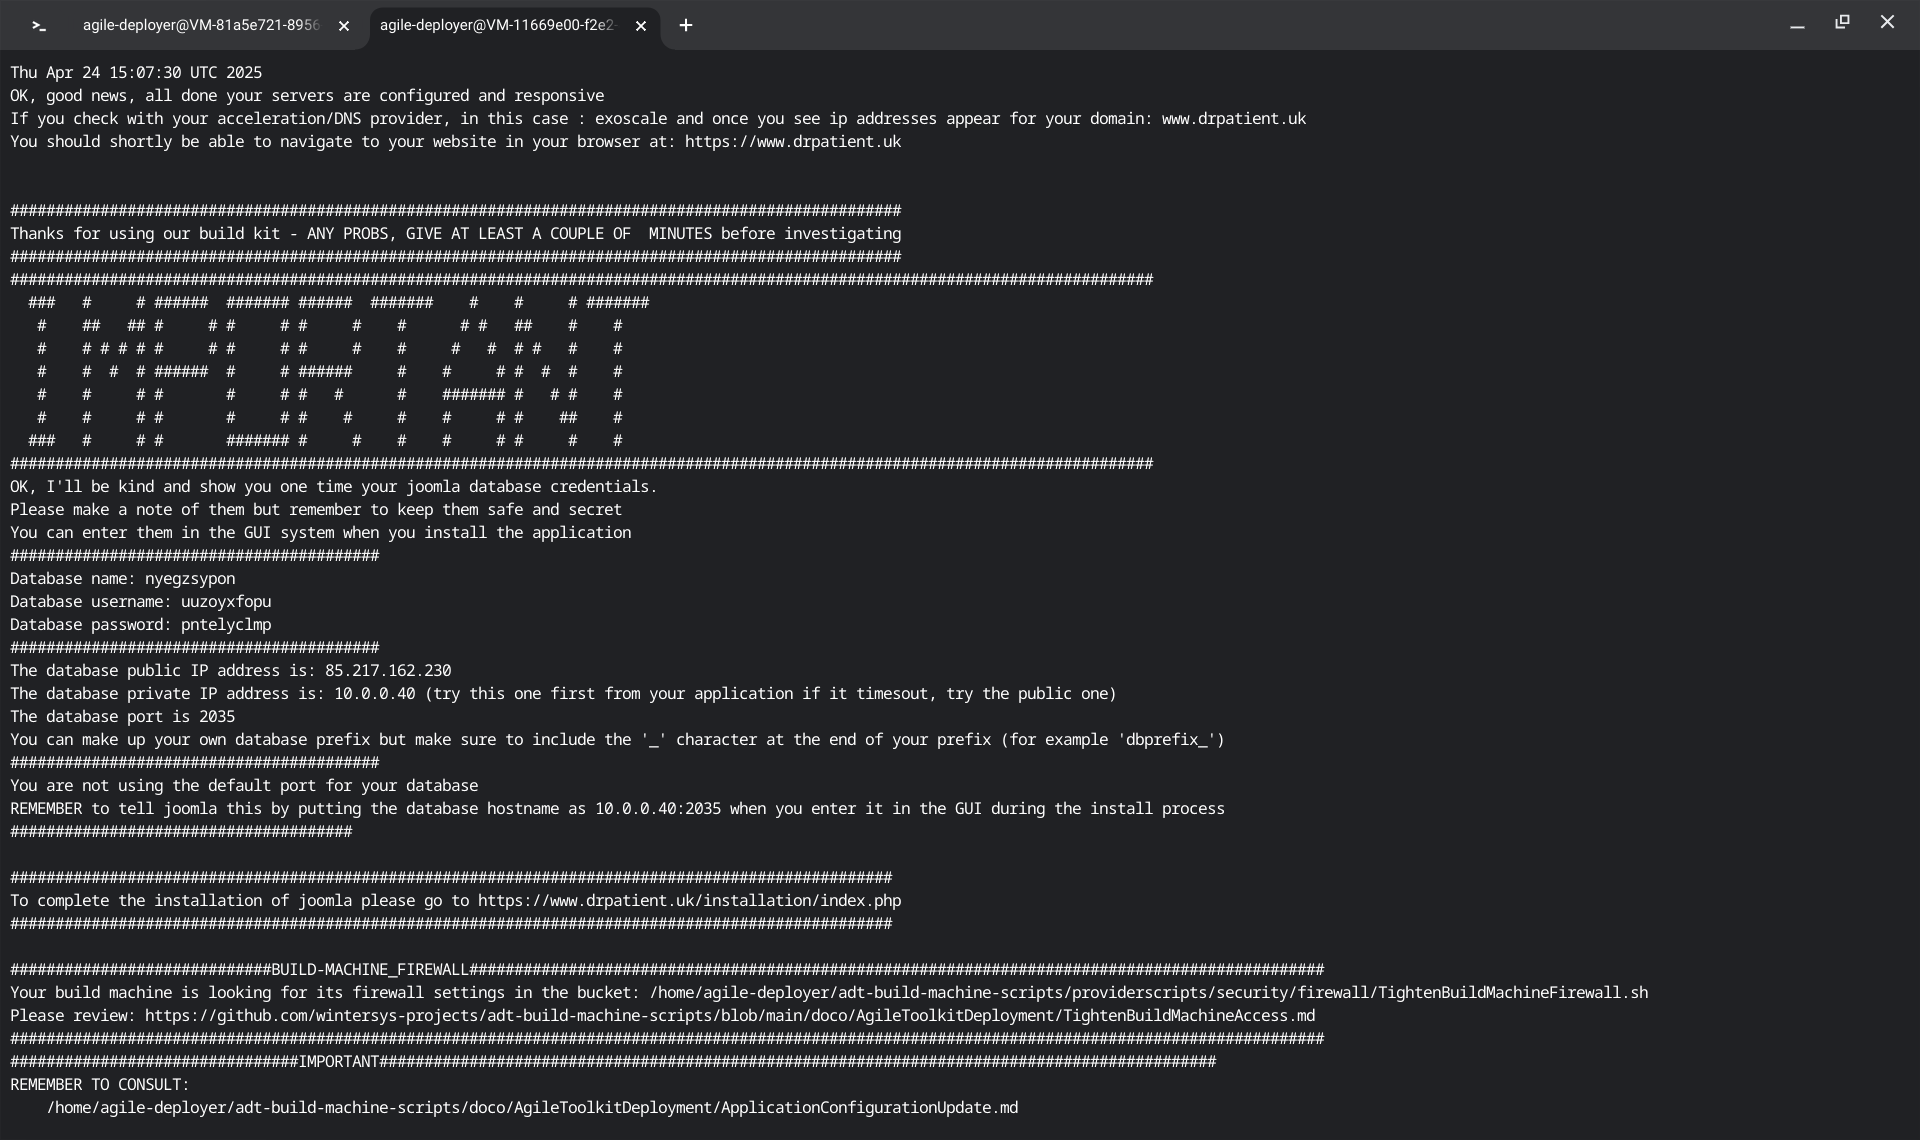 agile-deployer@VM-81a5e721-8956
agile-deployer@VM-11669e00-f2e2-
Thu Apr 24 15:07:30 UTC 2025
OK, good news, all done your servers are configured and responsive
If you check with your acceleration/DNS provider, in this case : exoscale and once you see ip addresses appear for your domain: www.drpatient.uk
You should shortly be able to navigate to your website in your browser at: https://www.drpatient.uk
###################################################################################################
Thanks for using our build kit - ANY PROBS, GIVE AT LEAST A COUPLE OF  MINUTES before investigating
###################################################################################################
###############################################################################################################################
IMPORTANT
###############################################################################################################################
OK, I'll be kind and show you one time your joomla database credentials.
Please make a note of them but remember to keep them safe and secret
You can enter them in the GUI system when you install the application
#########################################
Database name: nyegzsypon
Database username: uuzoyxfopu
Database password: pntelyclmp
#########################################
The database public IP address is: 85.217.162.230
The database private IP address is: 10.0.0.40 (try this one first from your application if it timesout, try the public one)
The database port is 2035
You can make up your own database prefix but make sure to include the '_' character at the end of your prefix (for example 'dbprefix_')
#########################################
You are not using the default port for your database
REMEMBER to tell joomla this by putting the database hostname as 10.0.0.40:2035 when you enter it in the GUI during the install process
######################################
##################################################################################################
To complete the installation of joomla please go to https://www.drpatient.uk/installation/index.php
##################################################################################################
#############################BUILD-MACHINE_FIREWALL###############################################################################################
Your build machine is looking for its firewall settings in the bucket: /home/agile-deployer/adt-build-machine-scripts/providerscripts/security/firewall/TightenBuildMachineFirewall.sh
Please review: https://github.com/wintersys-projects/adt-build-machine-scripts/blob/main/doco/AgileToolkitDeployment/TightenBuildMachineAccess.md
##################################################################################################################################################
################################IMPORTANT#############################################################################################
REMEMBER TO CONSULT:
/home/agile-deployer/adt-build-machine-scripts/doco/AgileToolkitDeployment/ApplicationConfigurationUpdate.md